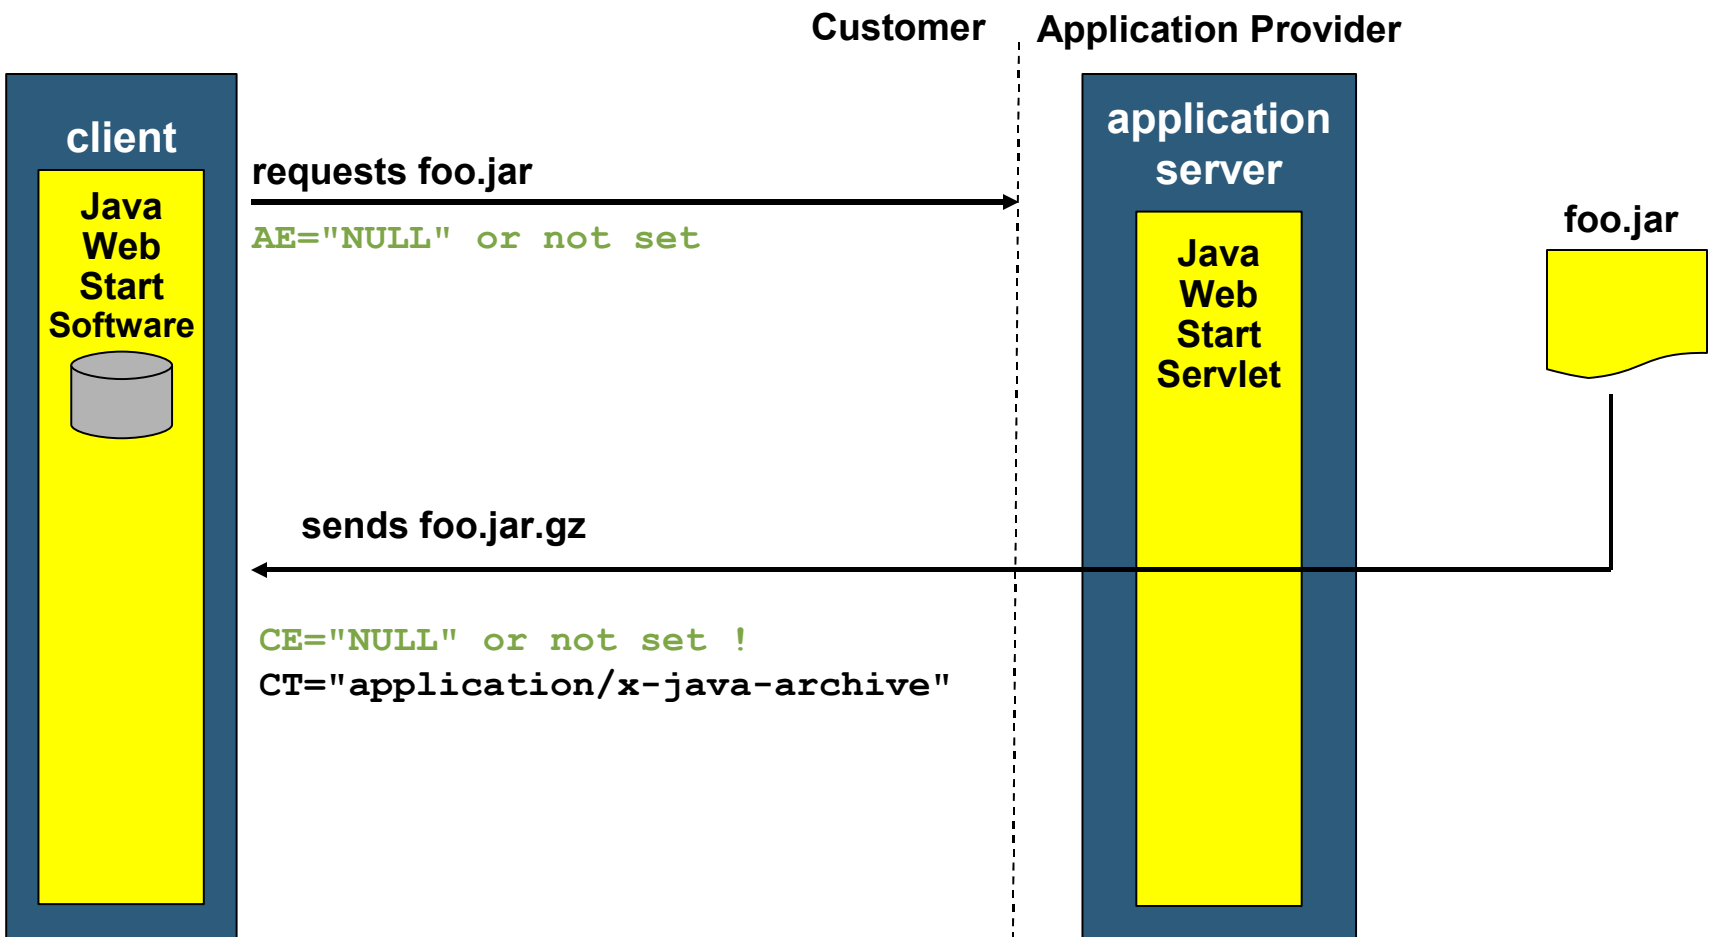 Customer
Application Provider
client
Java
Web
Start
Software
requests foo.jar
AE="NULL" or not set
application
server
Java
Web
Start
Servlet
foo.jar
sends foo.jar.gz
CE="NULL" or not set !
CT="application/x-java-archive"